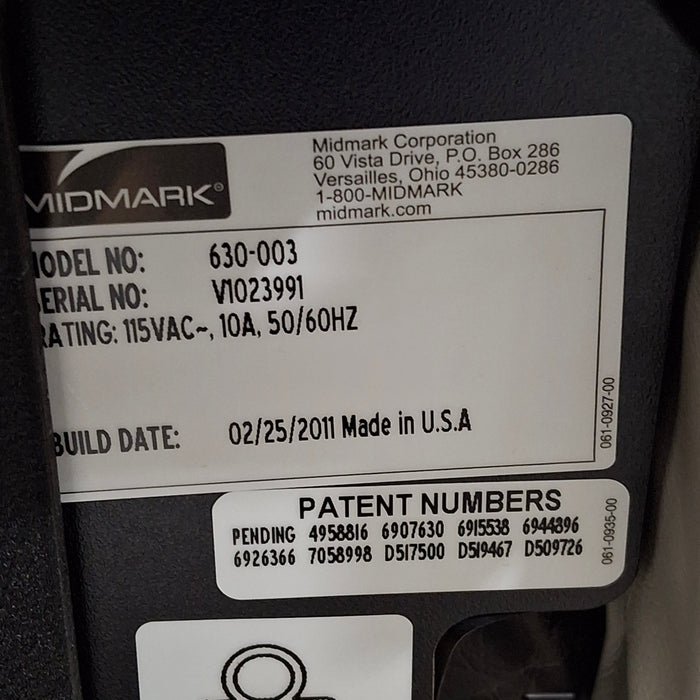 MIDMARK®
Midmark Corporation
60 Vista Drive, P.O. Box 286
Versailles, Ohio 45380-0286
1-800-MIDMARK
midmark.com
MODEL NO: 630-003
SERIAL NO: V1023991
RATING: 115VAC~, 10A, 50/60HZ
BUILD DATE: 02/25/2011 Made in U.S.A
061-0927-00
PATENT NUMBERS
PENDING 4958816 6907630 6915538 6944896
6926366 7058998 D517500 D519467 D509726
061-0935-00